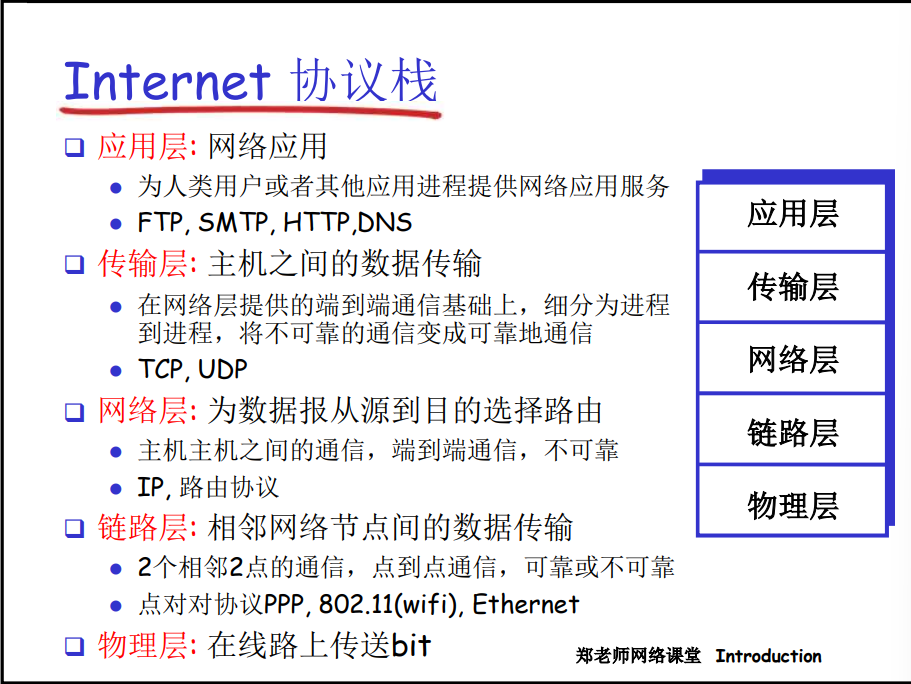 Internet 协议栈
应用层: 网络应用
为人类用户或者其他应用进程提供网络应用服务
FTP, SMTP, HTTP,DNS
传输层: 主机之间的数据传输
在网络层提供的端到端通信基础上，细分为进程
到进程，将不可靠的通信变成可靠地通信
TCP, UDP
网络层: 为数据报从源到目的选择路由
主机主机之间的通信，端到端通信，不可靠
IP, 路由协议
链路层: 相邻网络节点间的数据传输
2个相邻2点的通信，点到点通信，可靠或不可靠
点对对协议PPP, 802.11(wifi), Ethernet
物理层: 在线路上传送bit
应用层
传输层
网络层
链路层
物理层
郑老师网络课堂 Introduction